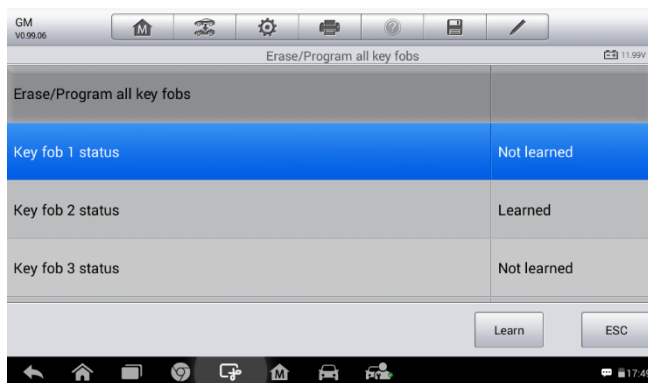 GM
V0.99.06
Erase/Program all key fobs
11.99V
Erase/Program all key fobs
Key fob 1 status Not learned
Key fob 2 status Learned
Key fob 3 status Not learned
Learn ESC
17:49